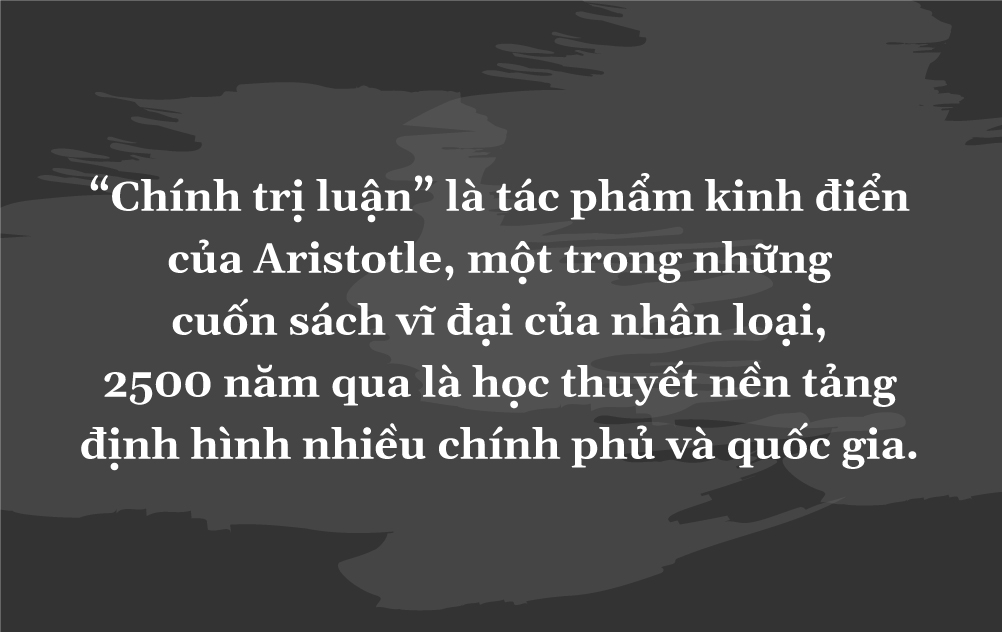 “Chính trị luận” là tác phẩm kinh điển
của Aristotle, một trong những
cuốn sách vĩ đại của nhân loại,
2500 năm qua là học thuyết nền tảng
định hình nhiều chính phủ và quốc gia.